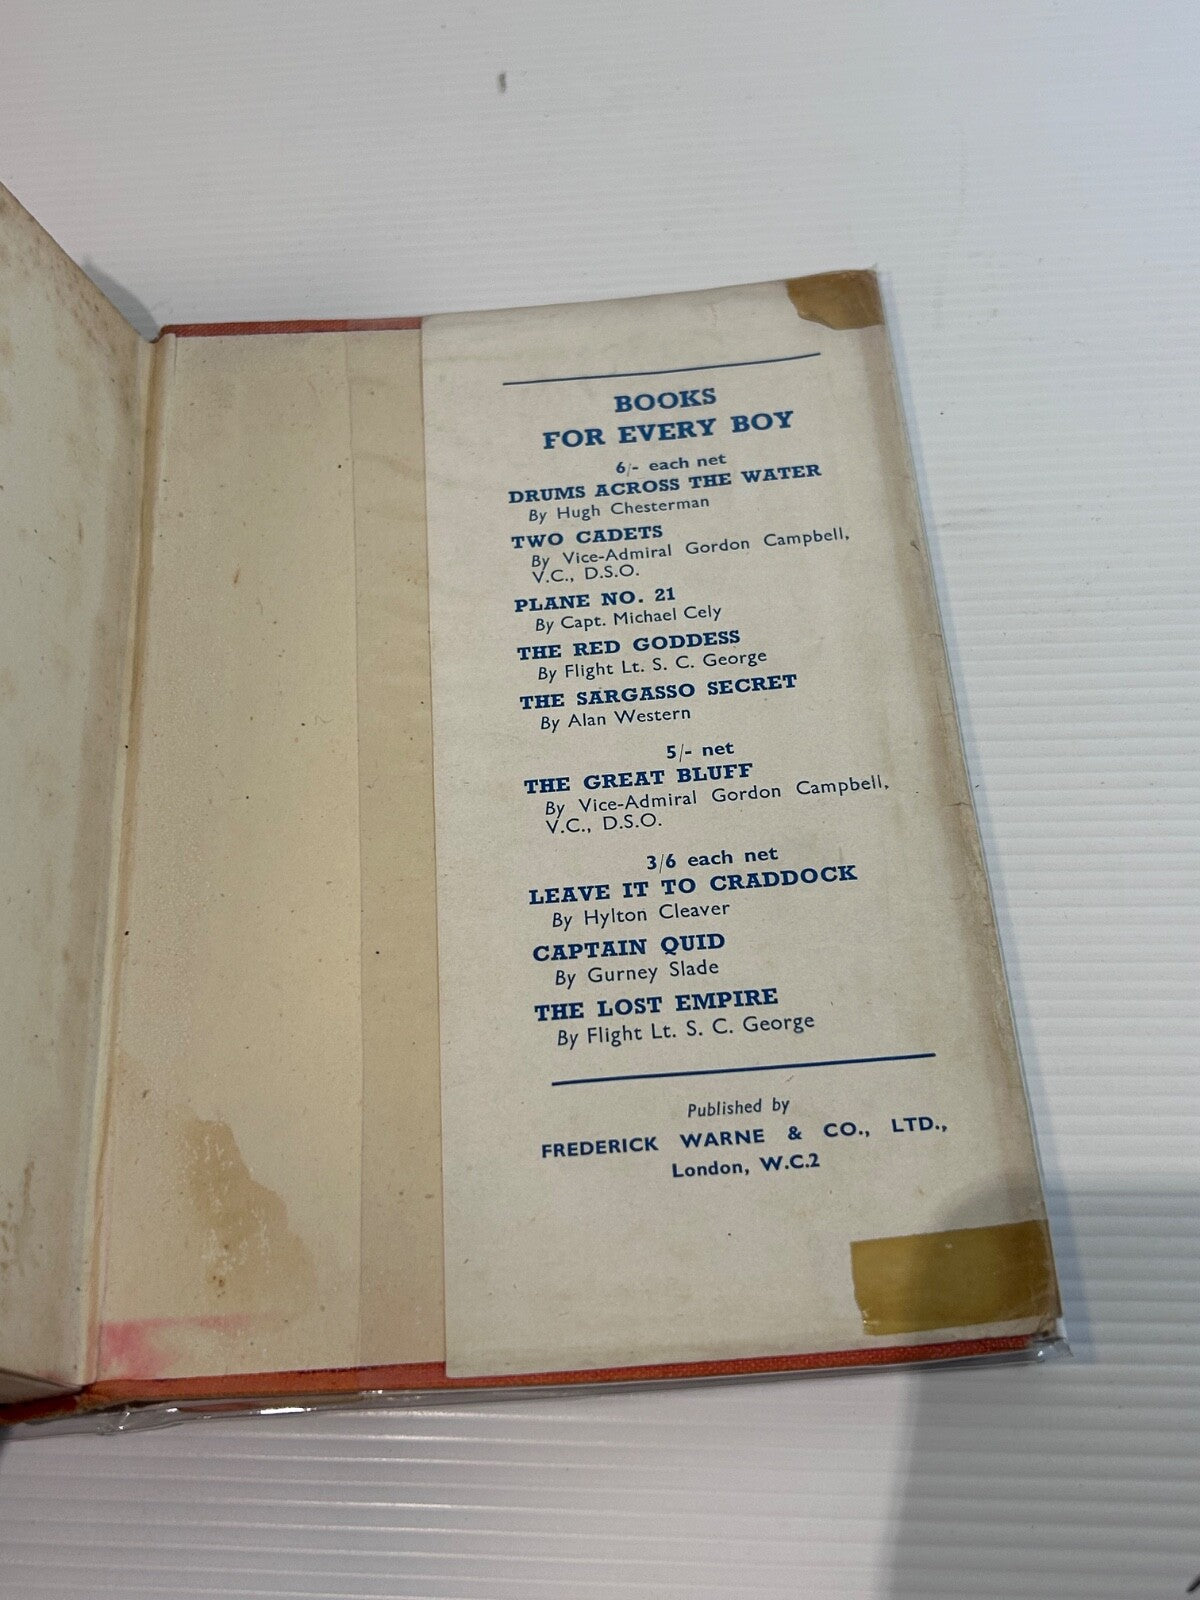 BOOKS
FOR EVERY BOY
6/- each net
DRUMS ACROSS THE WATER
By Hugh Chesterman
TWO CADETS
By Vice-Admiral Gordon Campbell,
V.C., D.S.O.
PLANE NO. 21
By Capt. Michael Cely
THE RED GODDESS
By Flight Lt. S. C. George
THE SARGASSO SECRET
By Alan Western
5/- net
THE GREAT BLUFF
By Vice-Admiral Gordon Campbell,
V.C., D.S.O.
3/6 each net
LEAVE IT TO CRADDOCK
By Hylton Cleaver
CAPTAIN QUID
By Gurney Slade
THE LOST EMPIRE
By Flight Lt. S. C. George
Published by
FREDERICK WARNE & CO., LTD.,
London, W.C.2